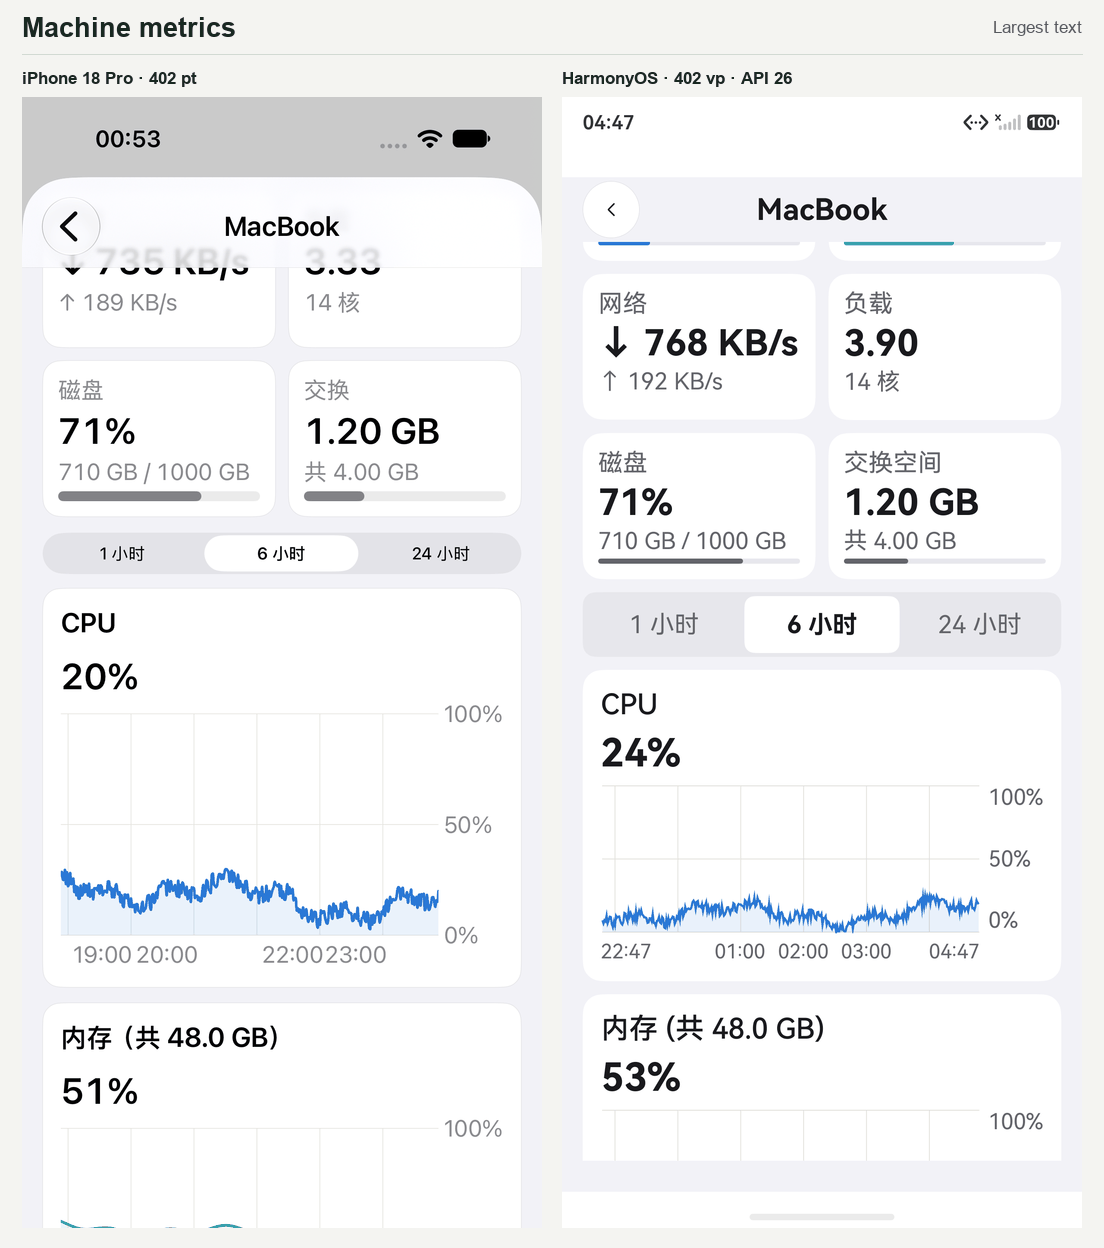 Machine metrics
Largest text
iPhone 18 Pro · 402 pt
00:53
MacBook
↓ 735 KB/s
3.33
↑ 189 KB/s
14 核
磁盘
交换
71%
1.20 GB
710 GB / 1000 GB
共 4.00 GB
1 小时
6 小时
24 小时
CPU
20%
100%
50%
0%
19:00 20:00 22:00 23:00
内存（共 48.0 GB）
51%
100%
HarmonyOS · 402 vp · API 26
04:47
100
MacBook
网络
负载
↓ 768 KB/s
3.90
↑ 192 KB/s
14 核
磁盘
交换空间
71%
1.20 GB
710 GB / 1000 GB
共 4.00 GB
1 小时
6 小时
24 小时
CPU
24%
100%
50%
0%
22:47 01:00 02:00 03:00 04:47
内存 (共 48.0 GB)
53%
100%